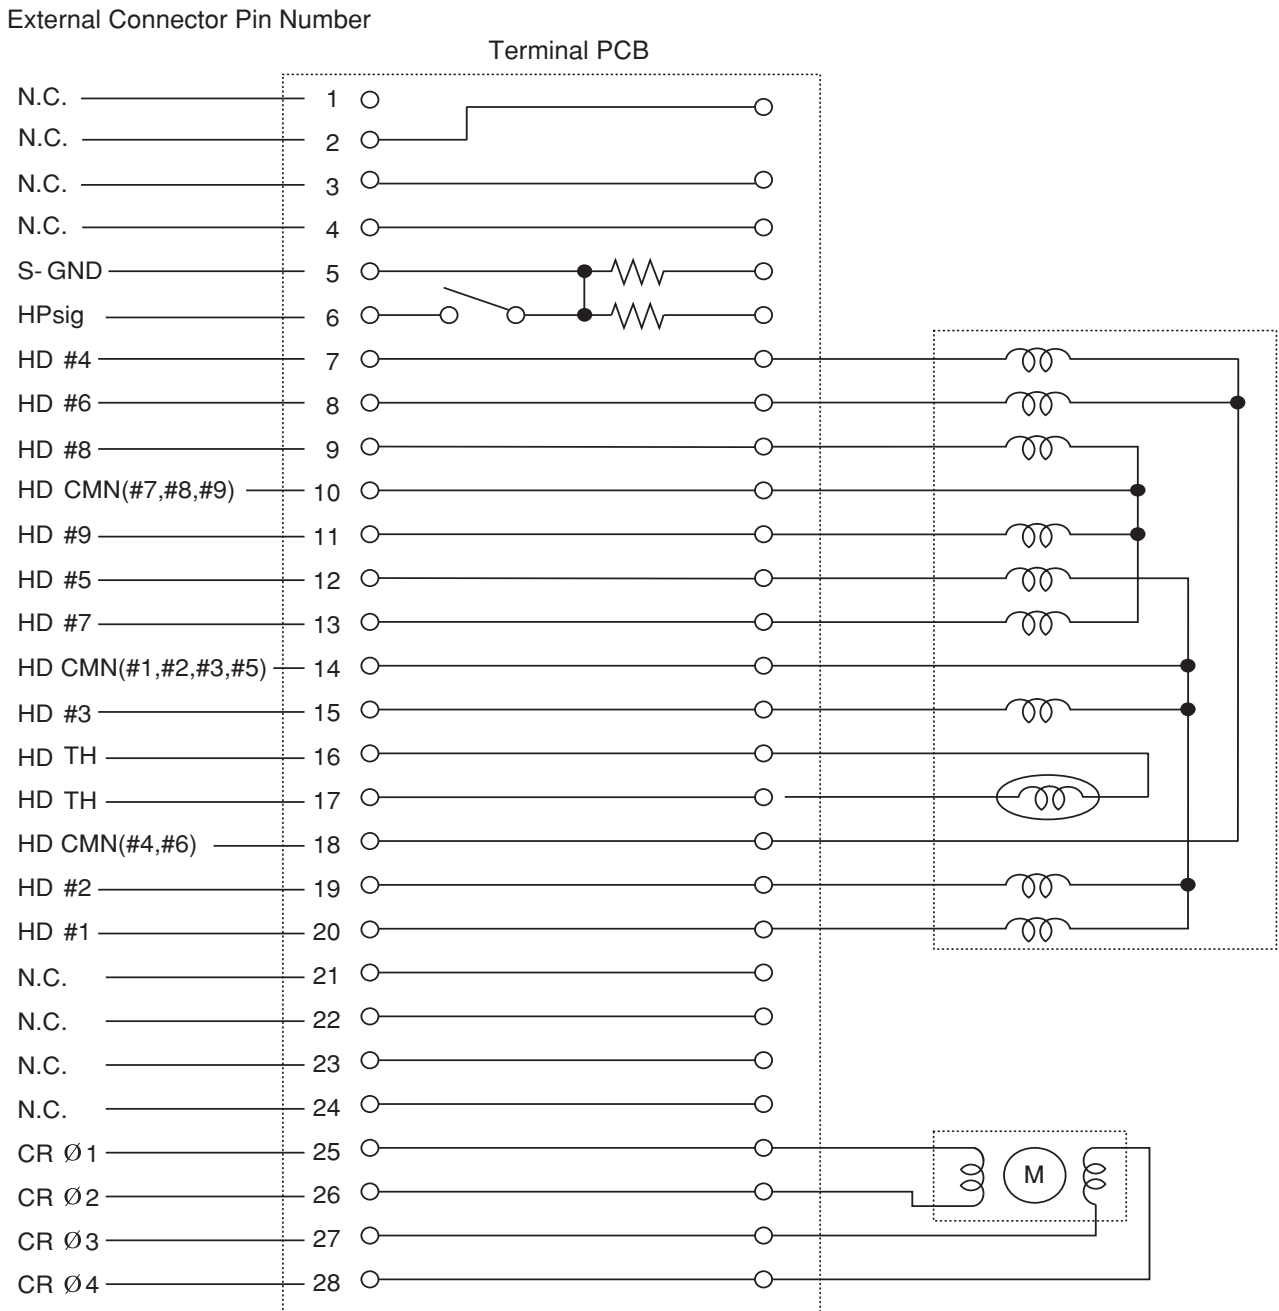 External Connector Pin Number
Terminal PCB
N.C. 1
N.C. 2
N.C. 3
N.C. 4
S- GND 5
HPsig 6
HD #4 7
HD #6 8
HD #8 9
HD CMN(#7,#8,#9) 10
HD #9 11
HD #5 12
HD #7 13
HD CMN(#1,#2,#3,#5) 14
HD #3 15
HD TH 16
HD TH 17
HD CMN(#4,#6) 18
HD #2 19
HD #1 20
N.C. 21
N.C. 22
N.C. 23
N.C. 24
CR Ø1 25
M
CR Ø2 26
CR Ø3 27
CR Ø4 28